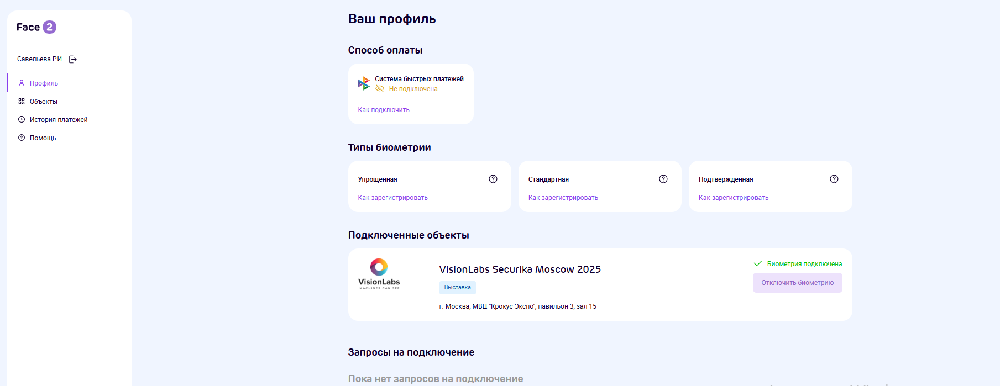 Face 2
Савельева Р.И.
Профиль
Объекты
История платежей
Помощь
Ваш профиль
Способ оплаты
Система быстрых платежей
Не подключена
Как подключить
Типы биометрии
Упрощенная
Как зарегистрировать
Стандартная
Как зарегистрировать
Подтвержденная
Как зарегистрировать
Подключенные объекты
VisionLabs
MACHINES CAN SEE
VisionLabs Securika Moscow 2025
Выставка
г. Москва, МВЦ "Крокус Экспо", павильон 3, зал 15
Биометрия подключена
Отключить биометрию
Запросы на подключение
Пока нет запросов на подключение